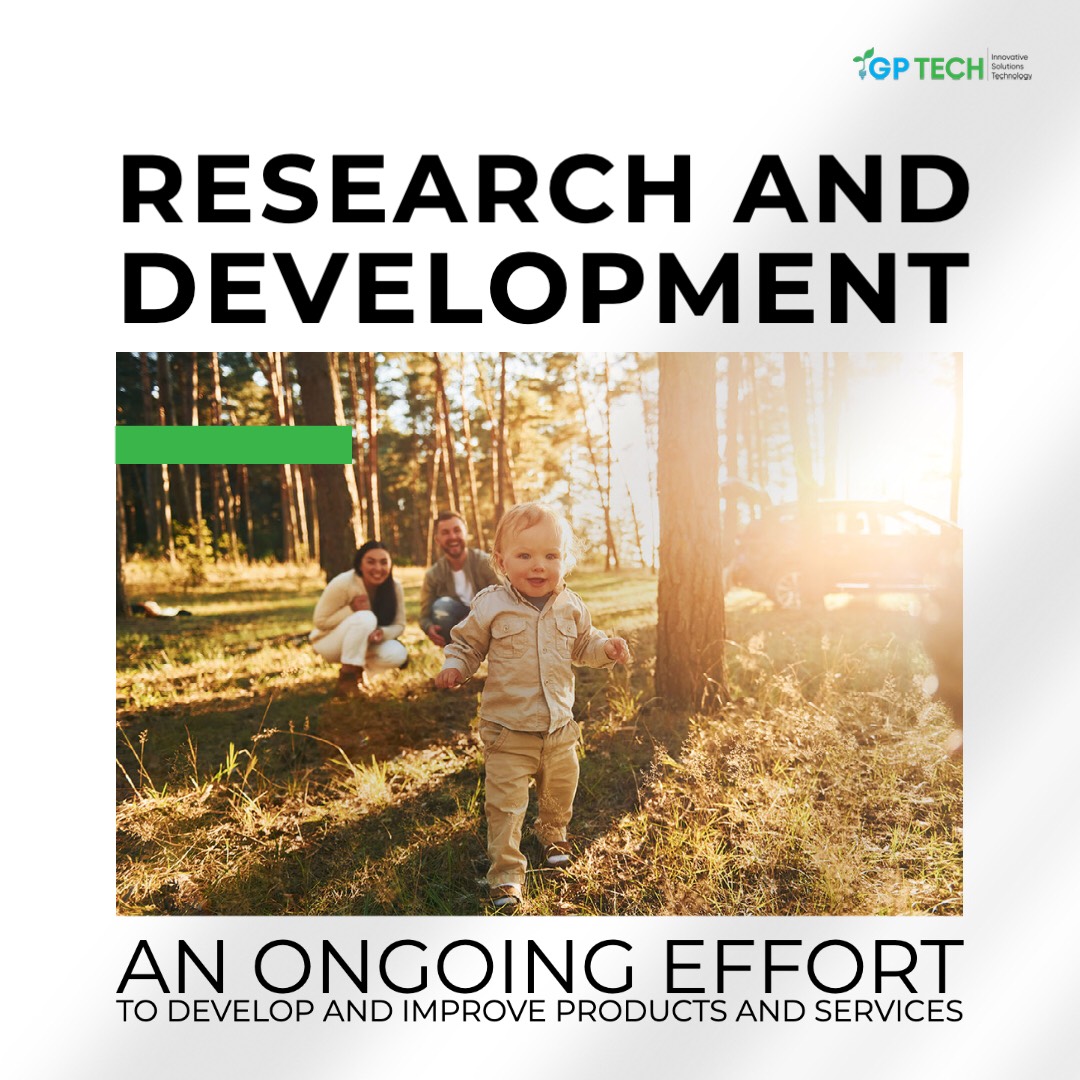 GP TECH
Innovative
Solutions
Technology
RESEARCH AND
DEVELOPMENT
AN ONGOING EFFORT
TO DEVELOP AND IMPROVE PRODUCTS AND SERVICES